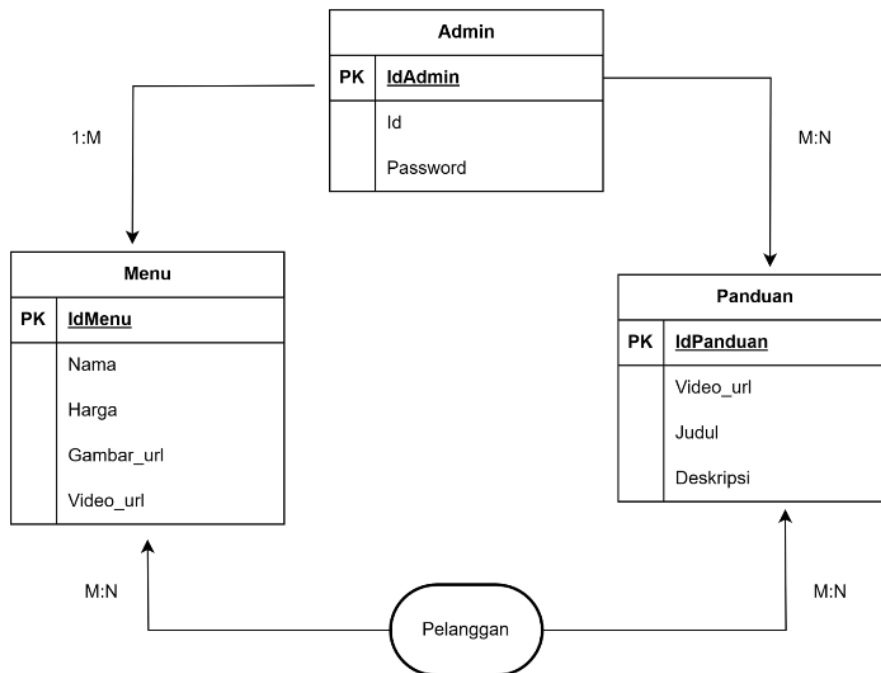 Admin
PK IdAdmin
Id
Password
1:M
M:N
Menu
PK IdMenu
Nama
Harga
Gambar_url
Video_url
Panduan
PK IdPanduan
Video_url
Judul
Deskripsi
M:N
Pelanggan
M:N